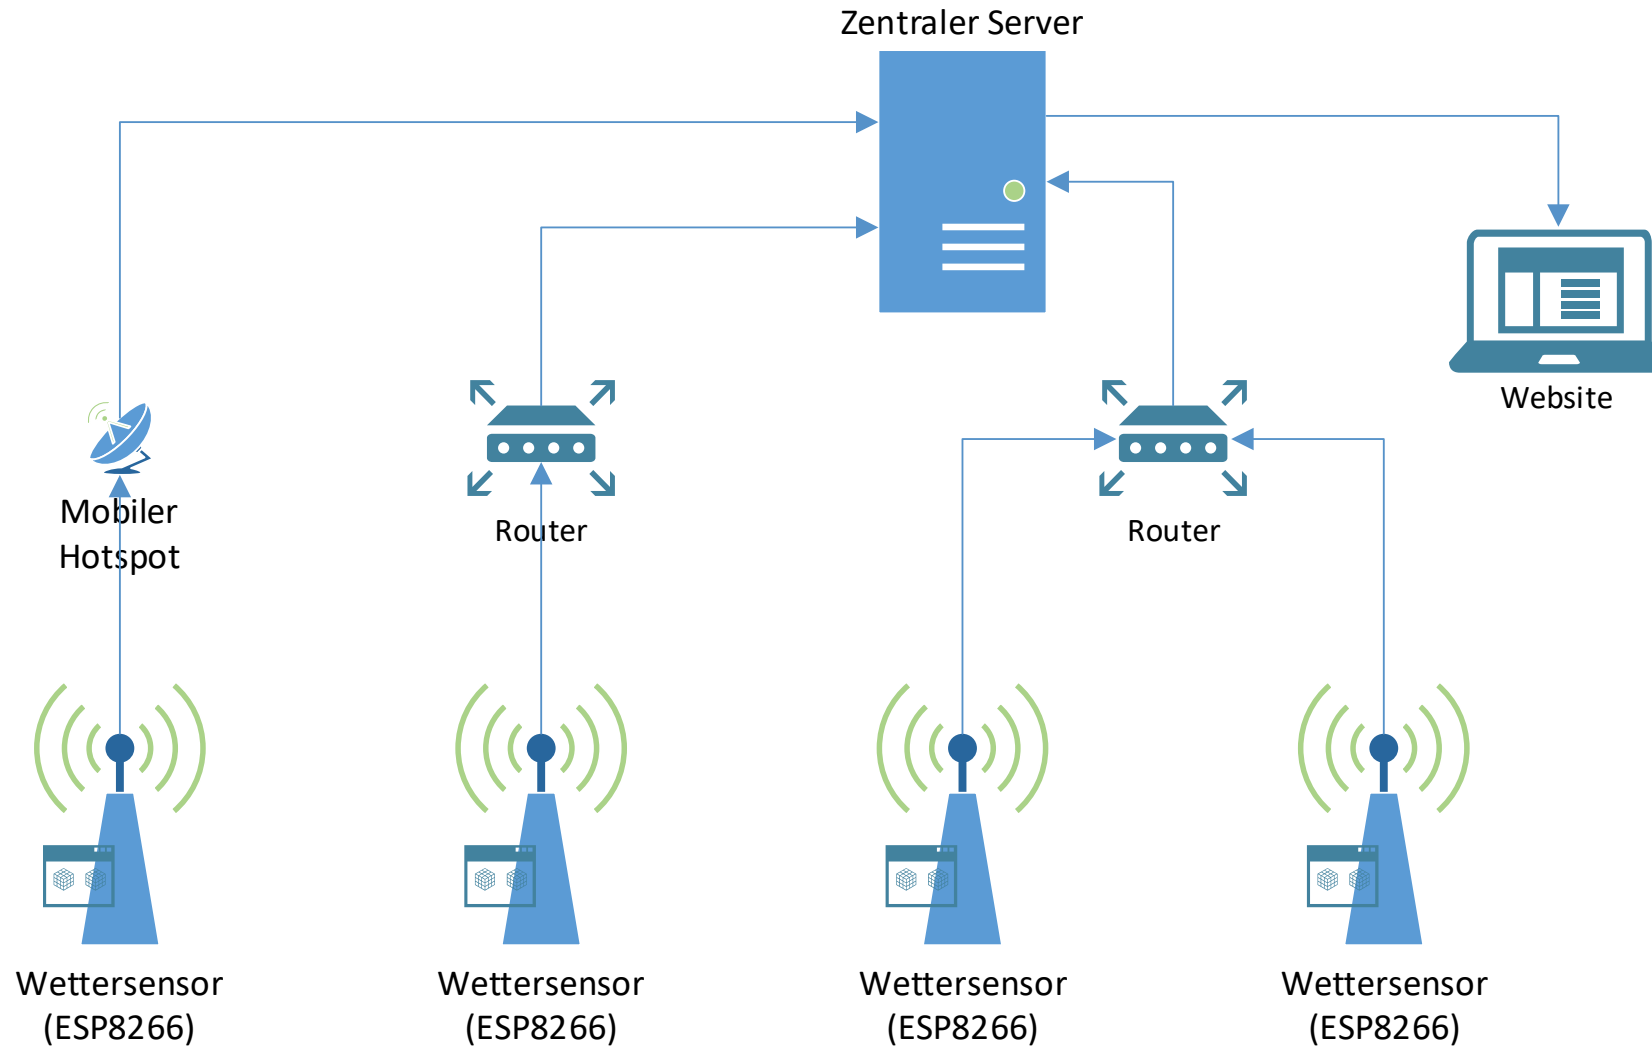 Zentraler Server
Website
Mobiler
Hotspot
Router
Router
Wettersensor
(ESP8266)
Wettersensor
(ESP8266)
Wettersensor
(ESP8266)
Wettersensor
(ESP8266)